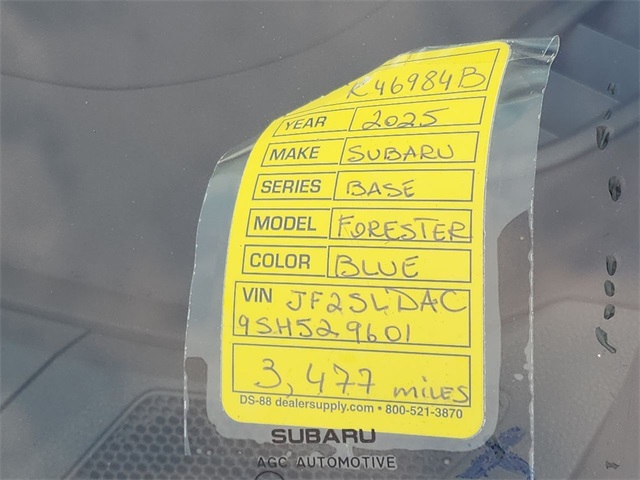 R46984B
YEAR 2025
MAKE SUBARU
SERIES BASE
MODEL FORESTER
COLOR BLUE
VIN JF2SLDAC
9SH529601
3,477 miles
DS-88 dealersupply.com • 800-521-3870
SUBARU
AGC AUTOMOTIVE